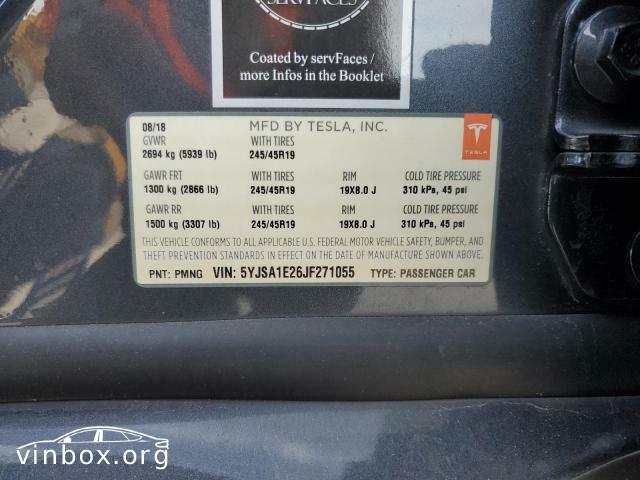 SERVFACES
Coated by servFaces /
more Infos in the Booklet
08/18 MFD BY TESLA, INC.
GVWR WITH TIRES
2694 kg (5939 lb) 245/45R19
TESLA
GAWR FRT WITH TIRES RIM COLD TIRE PRESSURE
1300 kg (2866 lb) 245/45R19 19X8.0 J 310 kPa, 45 psi
GAWR RR WITH TIRES RIM COLD TIRE PRESSURE
1500 kg (3307 lb) 245/45R19 19X8.0 J 310 kPa, 45 psi
THIS VEHICLE CONFORMS TO ALL APPLICABLE U.S. FEDERAL MOTOR VEHICLE SAFETY, BUMPER, AND
THEFT PREVENTION STANDARDS IN EFFECT ON THE DATE OF MANUFACTURE SHOWN ABOVE.
PNT: PMNG VIN: 5YJSA1E26JF271055 TYPE: PASSENGER CAR
vinbox.org